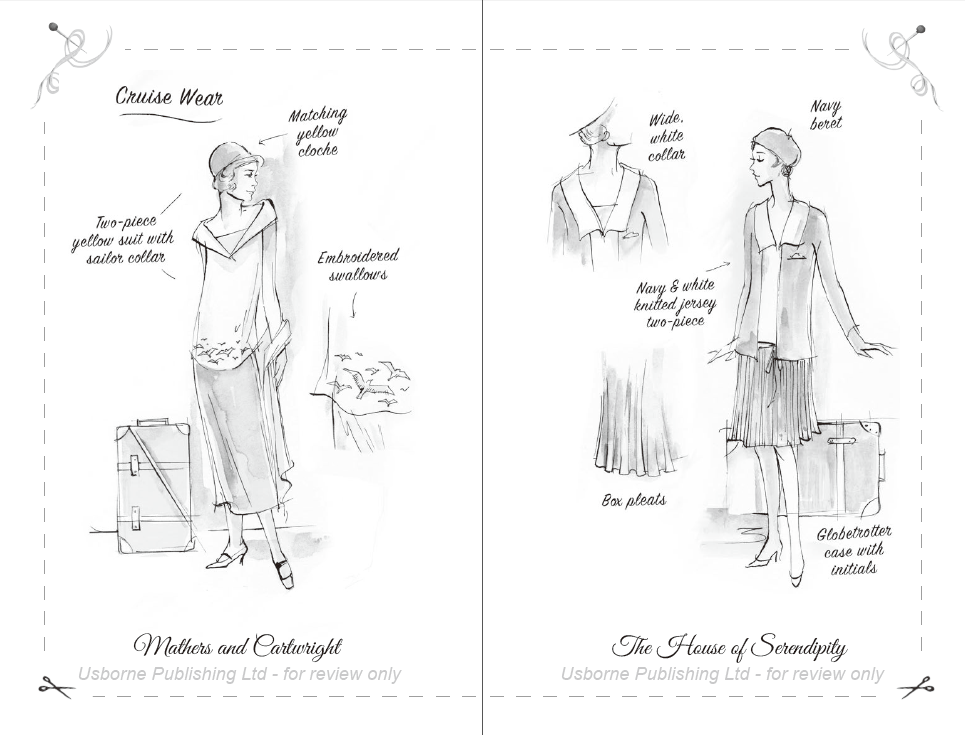 Cruise Wear
Matching
yellow
cloche
Two-piece
yellow suit with
sailor collar
Embroidered
swallows
Mathers and Cartwright
Usborne Publishing Ltd - for review only
Wide,
white
collar
Navy
beret
Navy & white
knitted jersey
two-piece
Box pleats
Globetrotter
case with
initials
The House of Serendipity
Usborne Publishing Ltd - for review only